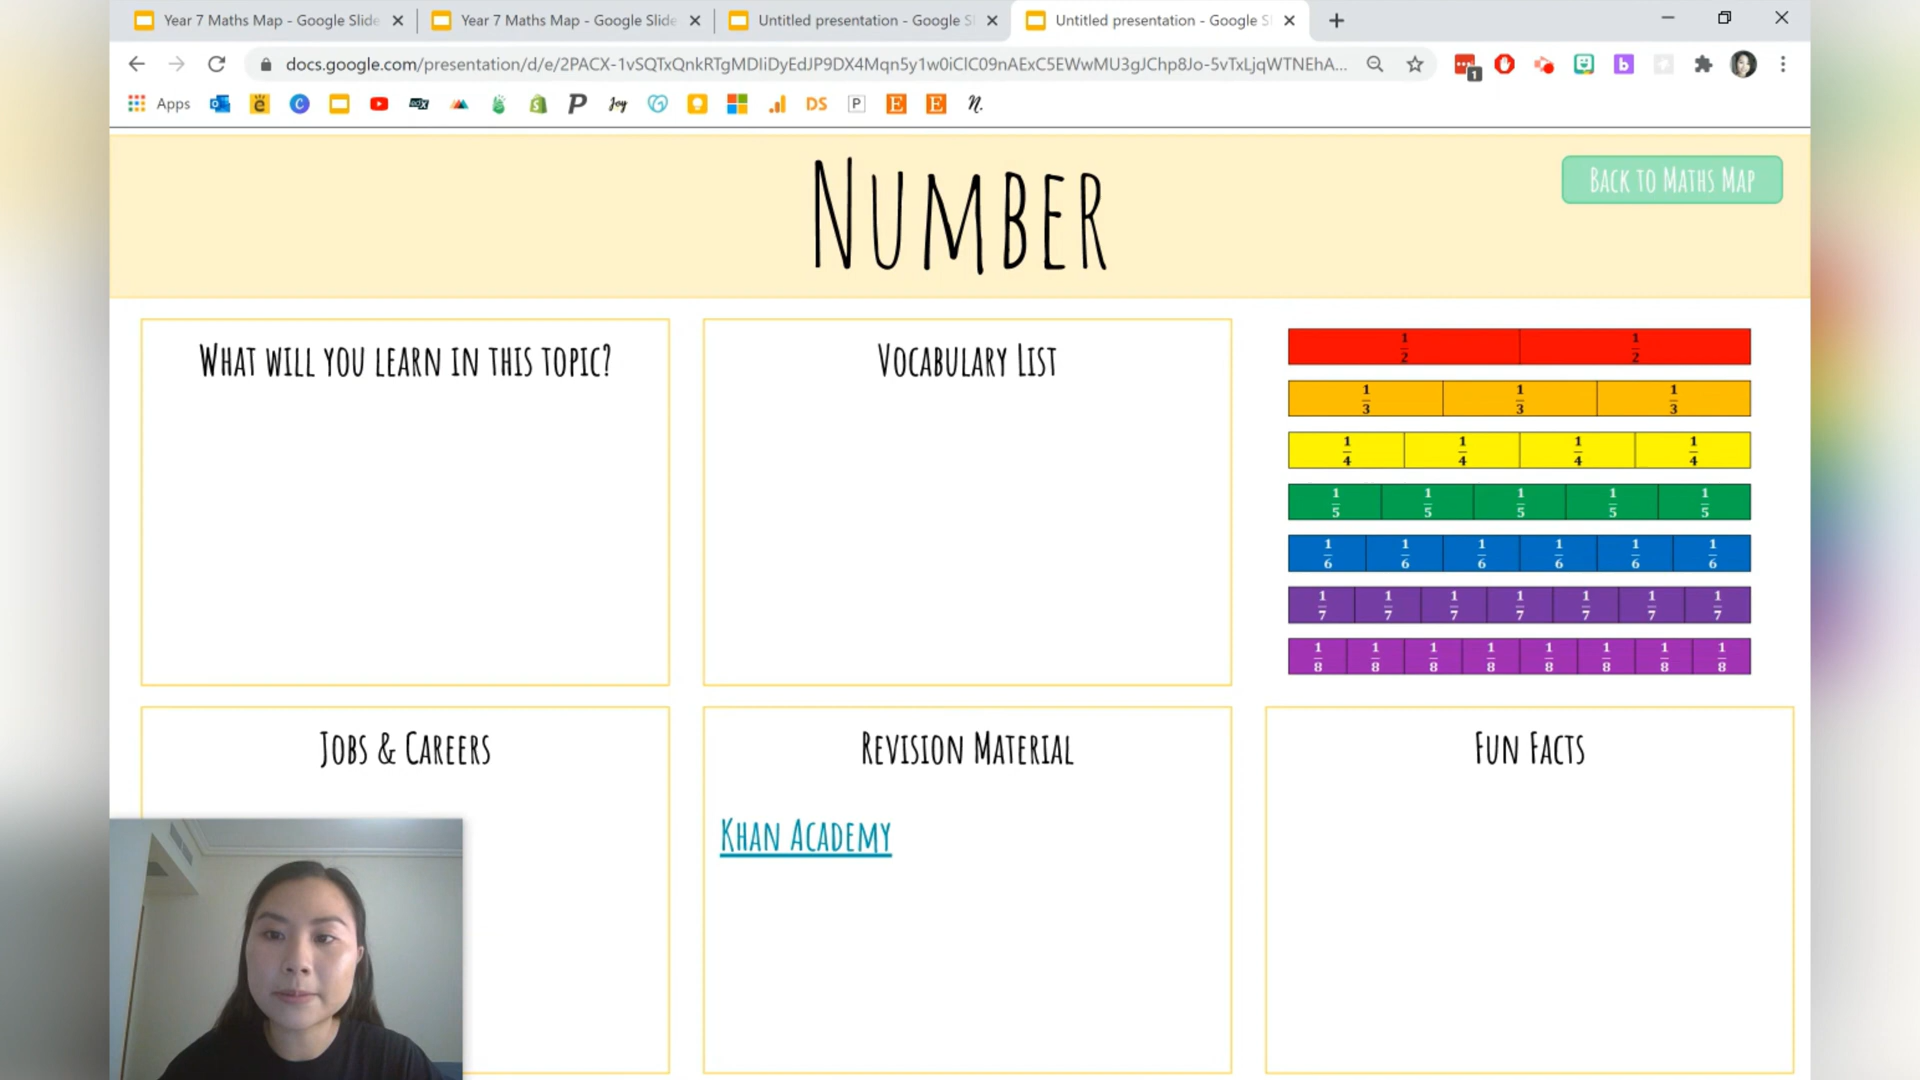 Year 7 Maths Map - Google Slide
Year 7 Maths Map - Google Slide
Untitled presentation - Google S
Untitled presentation - Google S
docs.google.com/presentation/d/e/2PACX-1vSQTxQnkRTgMDIiDyEdJP9DX4Mqn5y1w0iClC09nAExC5EWwMU3gJChp8Jo-5vTxLjqWTNEhA...
1
b
Apps
Joy
DS
P
E
E
n.
NUMBER
BACK TO MATHS MAP
WHAT WILL YOU LEARN IN THIS TOPIC?
VOCABULARY LIST
1/2 1/2
1/3 1/3 1/3
1/4 1/4 1/4 1/4
1/5 1/5 1/5 1/5 1/5
1/6 1/6 1/6 1/6 1/6 1/6
1/7 1/7 1/7 1/7 1/7 1/7 1/7
1/8 1/8 1/8 1/8 1/8 1/8 1/8 1/8
JOBS & CAREERS
REVISION MATERIAL
FUN FACTS
KHAN ACADEMY